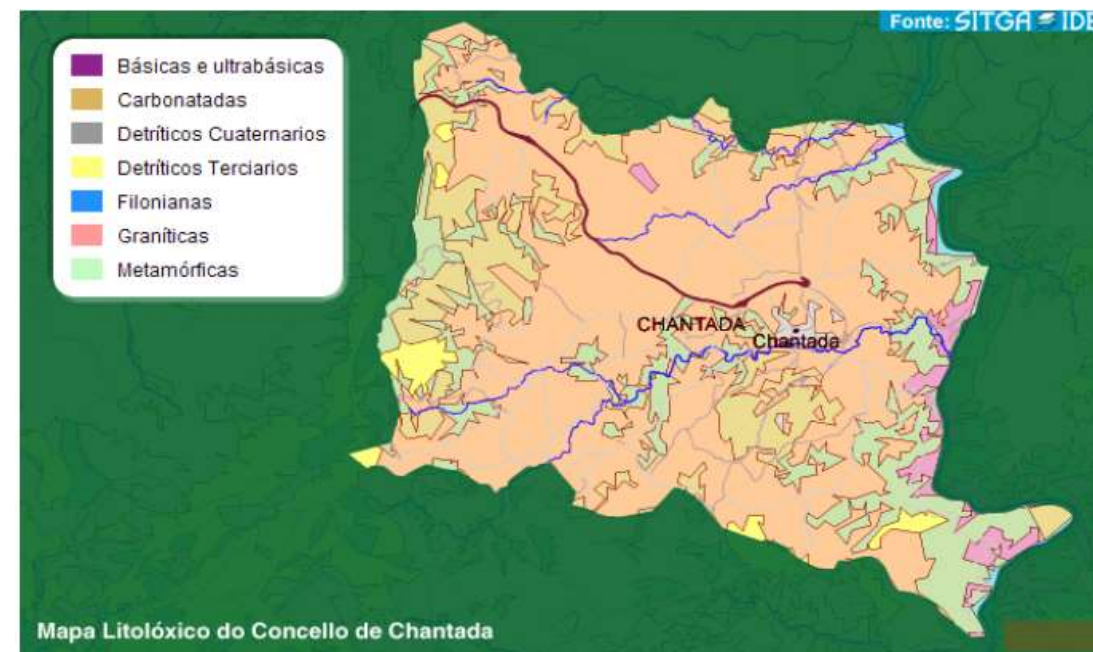 Fonte: SITGA IDE
Básicas e ultrabásicas
Carbonatadas
Detríticos Cuaternarios
Detríticos Terciarios
Filonianas
Graníticas
Metamórficas
CHANTADA
Chantada
Mapa Litolóxico do Concello de Chantada